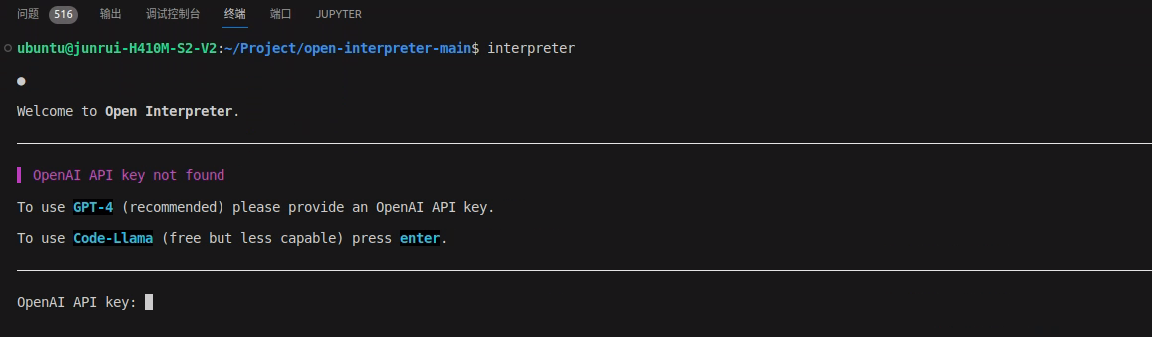 问题 516 输出 调试控制台 终端 端口 JUPYTER
ubuntu@junrui-H410M-S2-V2:~/Project/open-interpreter-main$ interpreter
●
Welcome to Open Interpreter.
OpenAI API key not found
To use GPT-4 (recommended) please provide an OpenAI API key.
To use Code-Llama (free but less capable) press enter.
OpenAI API key: